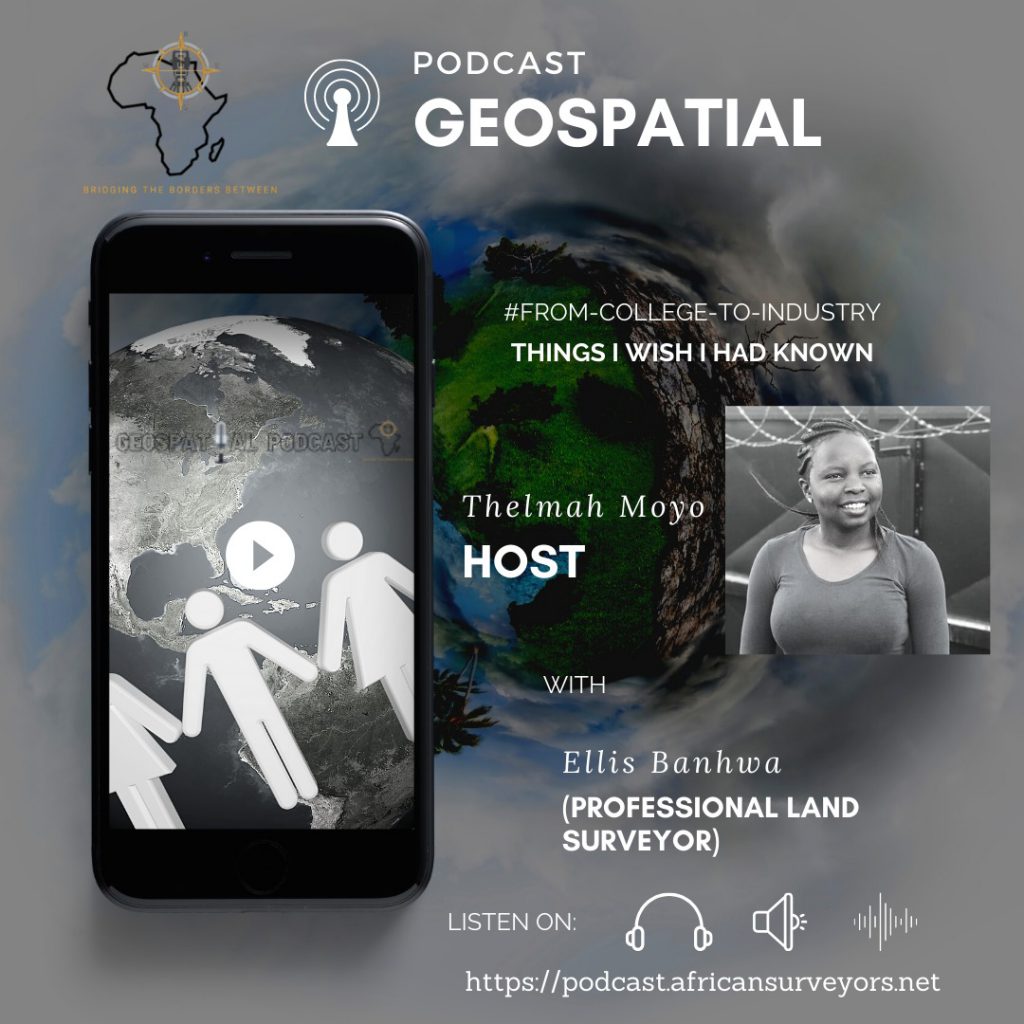 PODCAST
GEOSPATIAL
BRIDGING THE BORDERS BETWEEN
#FROM-COLLEGE-TO-INDUSTRY
THINGS I WISH I HAD KNOWN
GEOSPATIAL PODCAST
Thelmah Moyo
HOST
WITH
Ellis Banhwa
(PROFESSIONAL LAND
SURVEYOR)
LISTEN ON:
https://podcast.africansurveyors.net